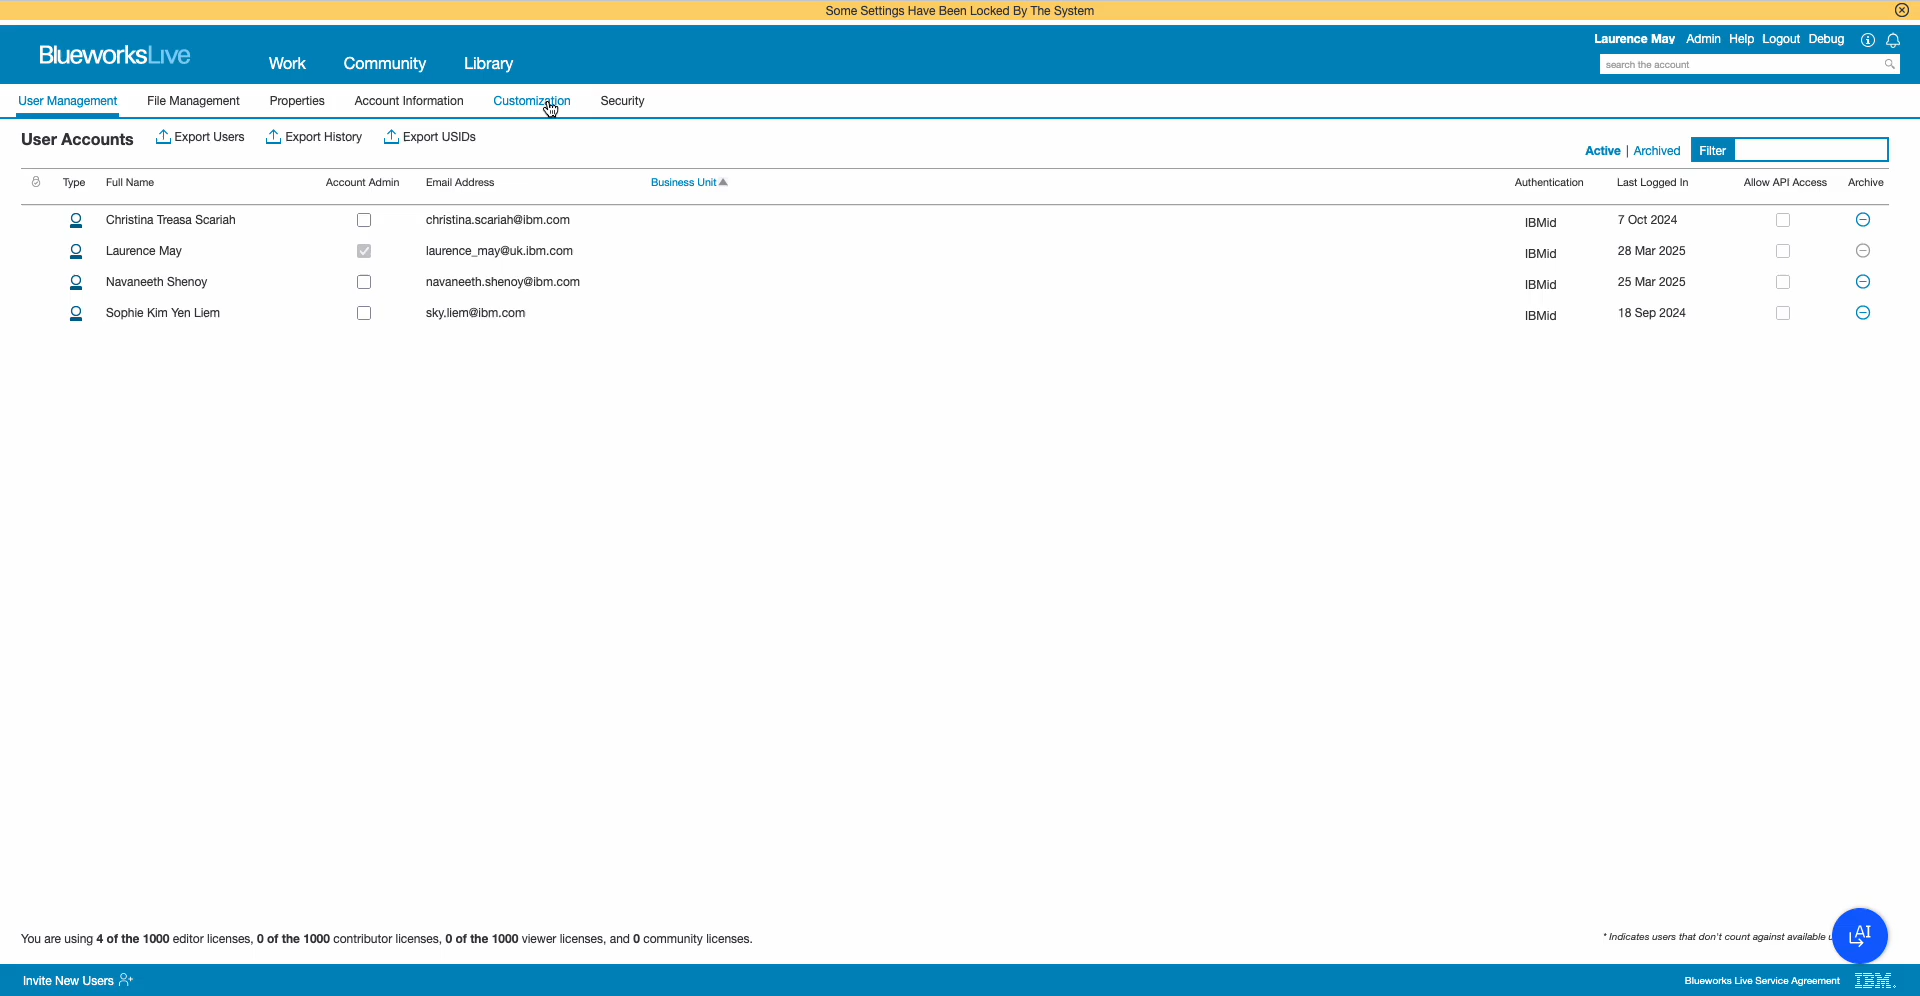 Some Settings Have Been Locked By The System
Laurence May Admin Help Logout Debug
BlueworksLive
Work Community Library
search the account
User Management File Management Properties Account Information Customization Security
User Accounts Export Users Export History Export USIDs
Active | Archived Filter
Type Full Name Account Admin Email Address Business Unit Authentication Last Logged In Allow API Access Archive
Christina Treasa Scariah christina.scariah@ibm.com IBMid 7 Oct 2024
Laurence May laurence_may@uk.ibm.com IBMid 28 Mar 2025
Navaneeth Shenoy navaneeth.shenoy@ibm.com IBMid 25 Mar 2025
Sophie Kim Yen Liem sky.liem@ibm.com IBMid 18 Sep 2024
You are using 4 of the 1000 editor licenses, 0 of the 1000 contributor licenses, 0 of the 1000 viewer licenses, and 0 community licenses.
* Indicates users that don't count against available
AI
Invite New Users
Blueworks Live Service Agreement IBM.